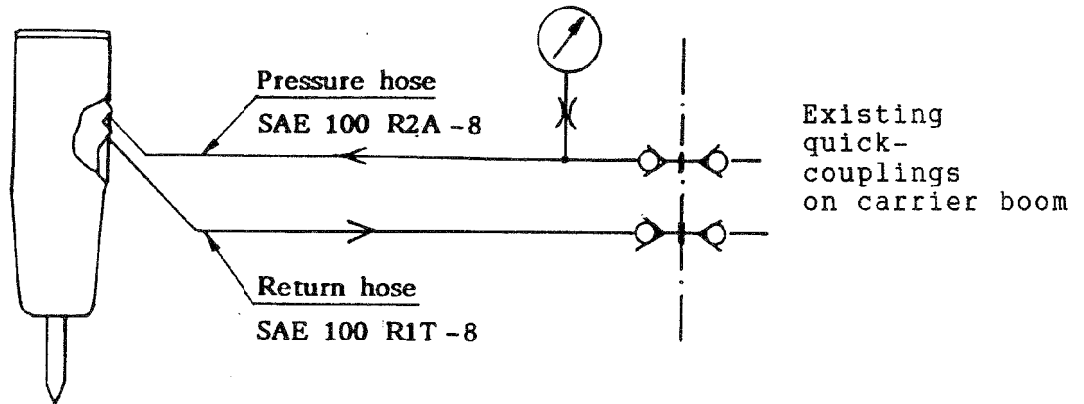 Pressure hose
SAE 100 R2A -8
Existing
quick-
couplings
on carrier boom
Return hose
SAE 100 R1T -8